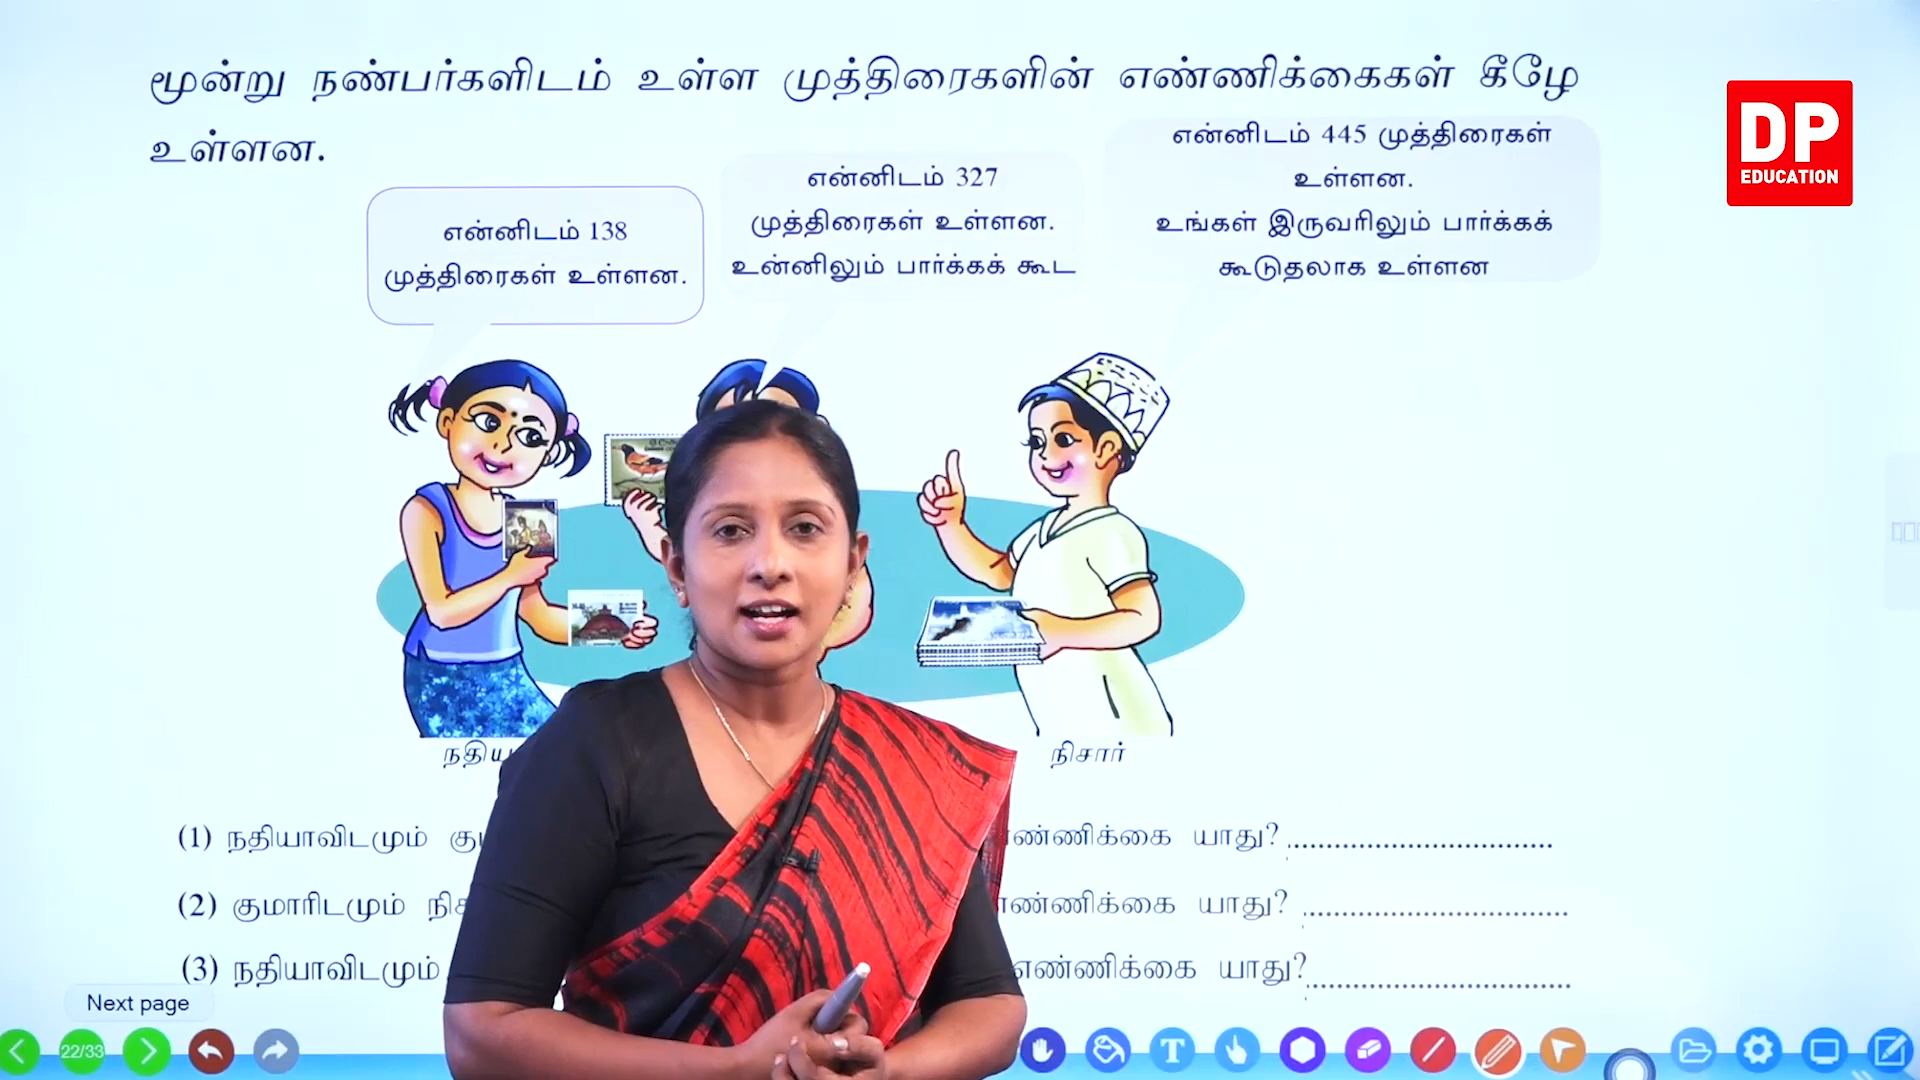 மூன்று நண்பர்களிடம் உள்ள முத்திரைகளின் எண்ணிக்கைகள் கீழே
உள்ளன.
DP
EDUCATION
என்னிடம் 138
முத்திரைகள் உள்ளன.
என்னிடம் 327
முத்திரைகள் உள்ளன.
உன்னிலும் பார்க்கக் கூட
என்னிடம் 445 முத்திரைகள்
உள்ளன.
உங்கள் இருவரிலும் பார்க்கக்
கூடுதலாக உள்ளன
நிசார்
(1) நதியாவிடமும் யாது?
(2) குமாரிடமும் யாது?
(3) நதியாவிடமும் எண்ணிக்கை யாது?
Next page
22/33